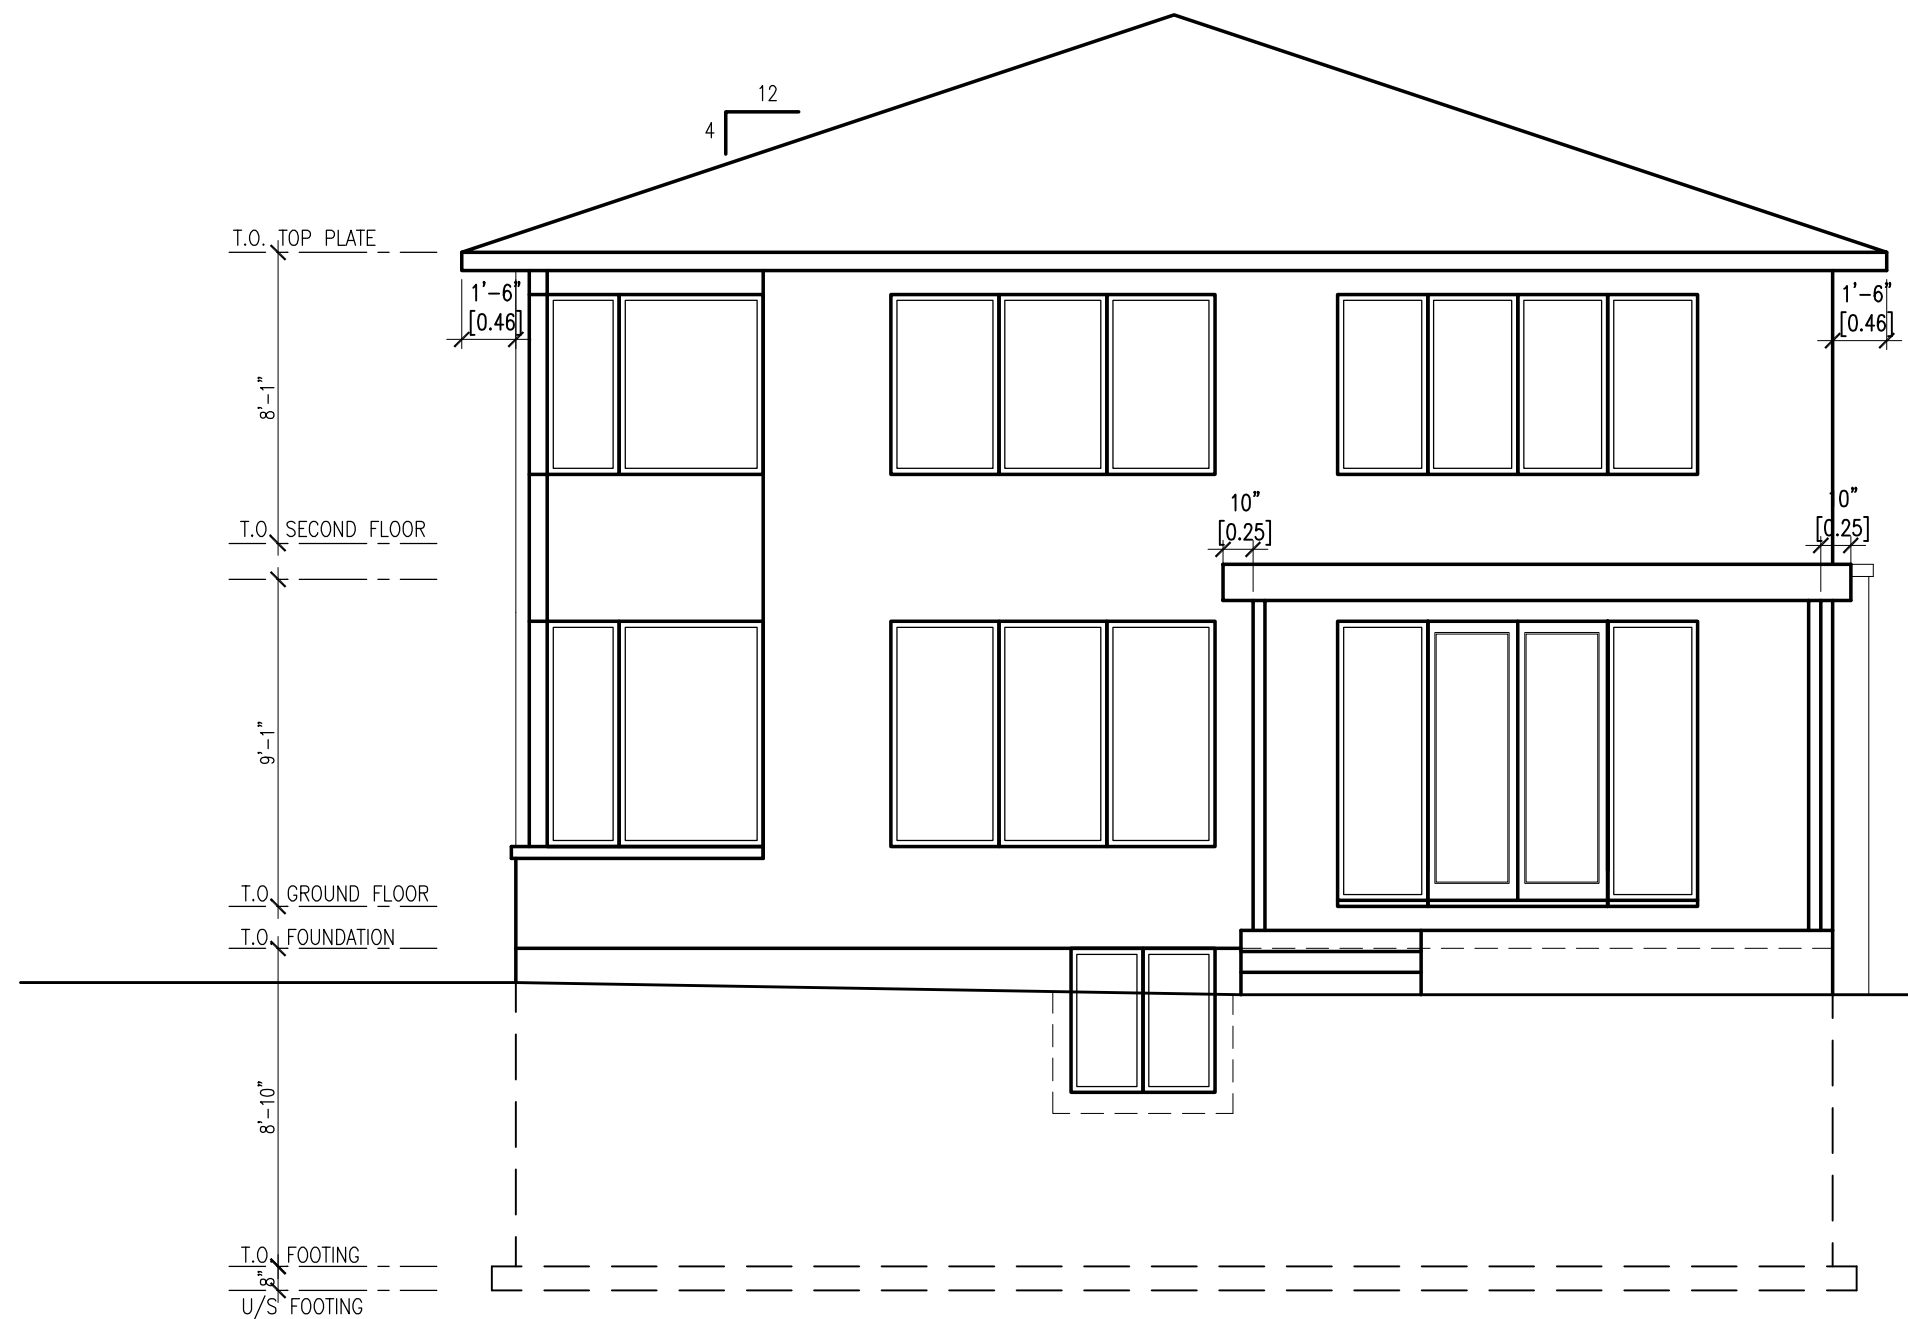 12
4
T.O. TOP PLATE
1'-6"
[0.46]
1'-6"
[0.46]
8'-1"
10"
[0.25]
10"
[0.25]
T.O. SECOND FLOOR
9'-1"
T.O. GROUND FLOOR
T.O. FOUNDATION
8'-10"
T.O. FOOTING
8"
U/S FOOTING